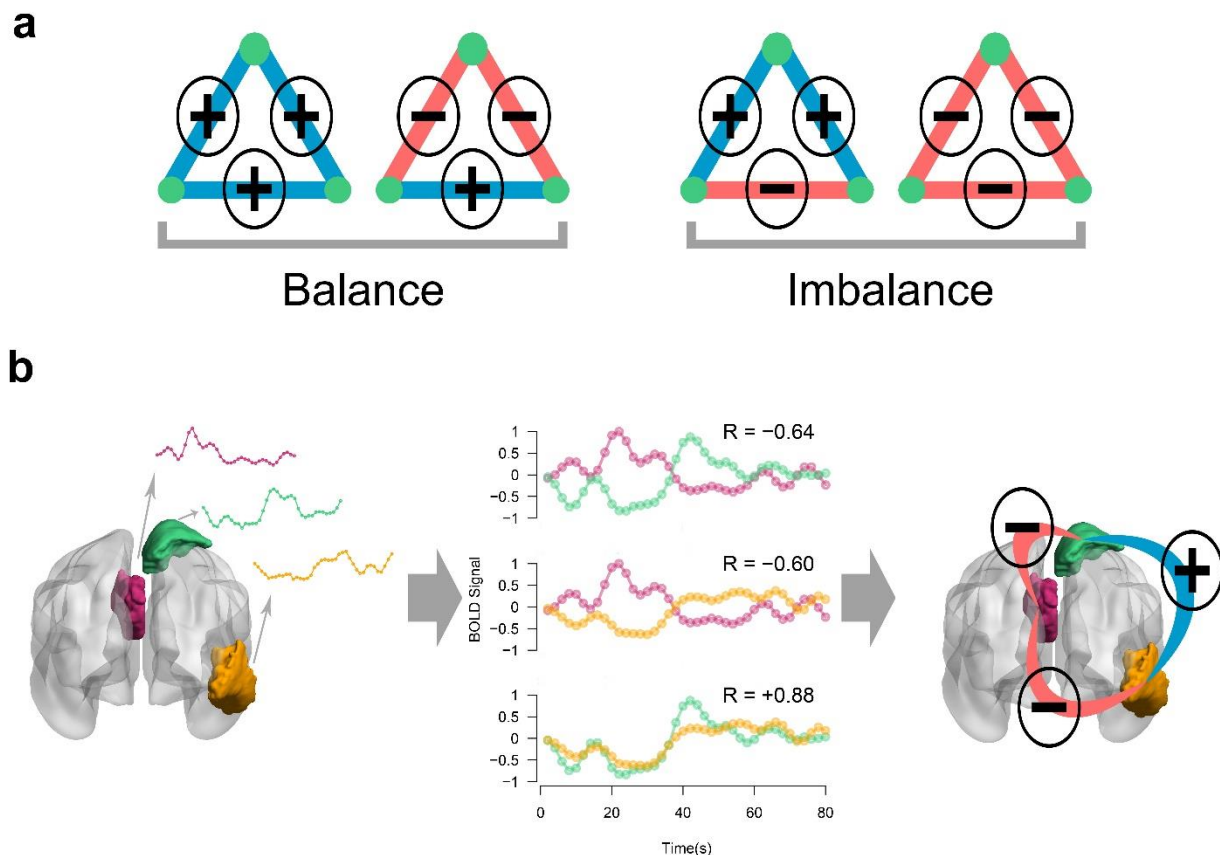 a
+ + - - + + - -
+ + - -
Balance Imbalance
b
R = −0.64
1
0.5
0
−0.5
−1
R = −0.60
1
0.5
0
−0.5
−1
BOLD Signal
R = +0.88
1
0.5
0
−0.5
−1
0 20 40 60 80
Time(s)
−
+
−